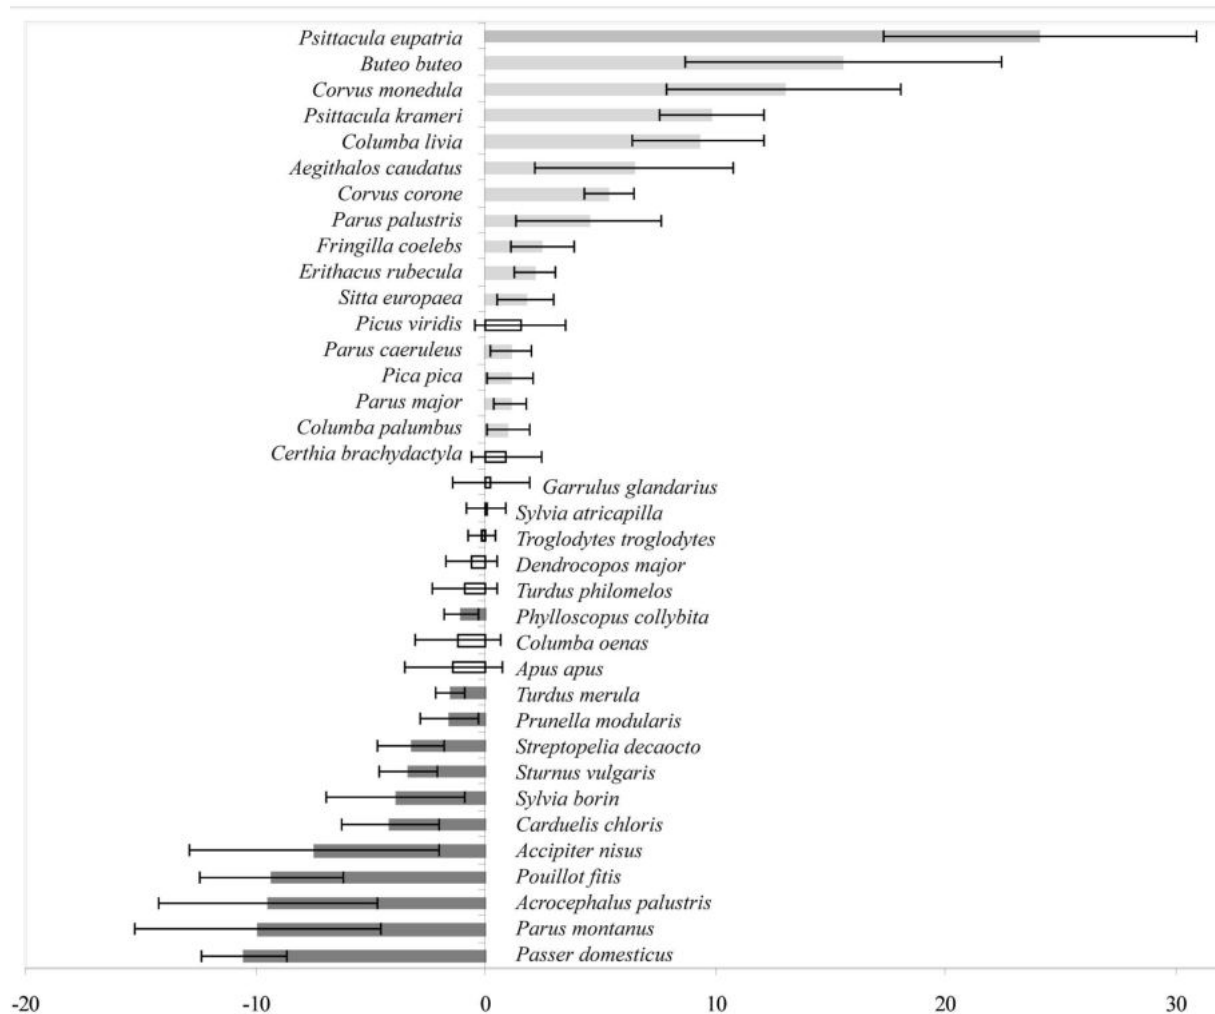 Psittacula eupatria
Buteo buteo
Corvus monedula
Psittacula krameri
Columba livia
Aegithalos caudatus
Corvus corone
Parus palustris
Fringilla coelebs
Erithacus rubecula
Sitta europaea
Picus viridis
Parus caeruleus
Pica pica
Parus major
Columba palumbus
Certhia brachydactyla
Garrulus glandarius
Sylvia atricapilla
Troglodytes troglodytes
Dendrocopos major
Turdus philomelos
Phylloscopus collybita
Columba oenas
Apus apus
Turdus merula
Prunella modularis
Streptopelia decaocto
Sturnus vulgaris
Sylvia borin
Carduelis chloris
Accipiter nisus
Pouillot fitis
Acrocephalus palustris
Parus montanus
Passer domesticus
-20 -10 0 10 20 30